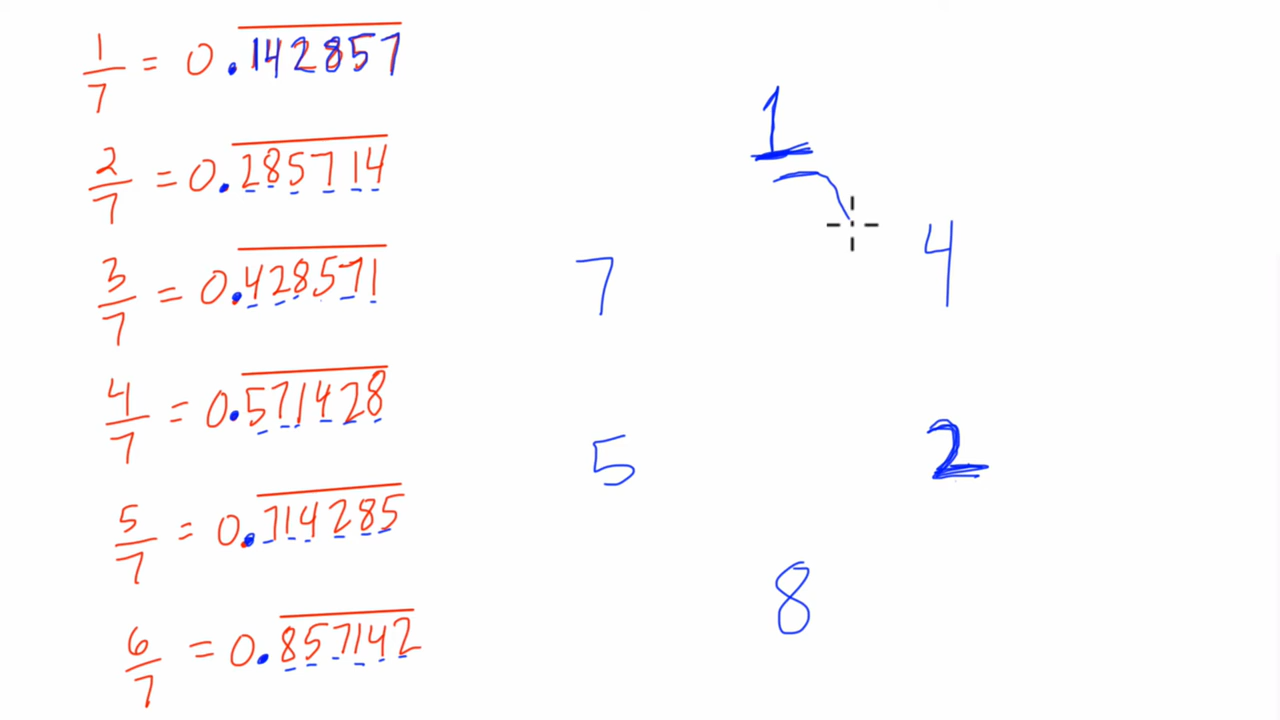 1/7 = 0.142857
2/7 = 0.285714
3/7 = 0.428571
4/7 = 0.571428
5/7 = 0.714285
6/7 = 0.857142
1
7 4
5 2
8